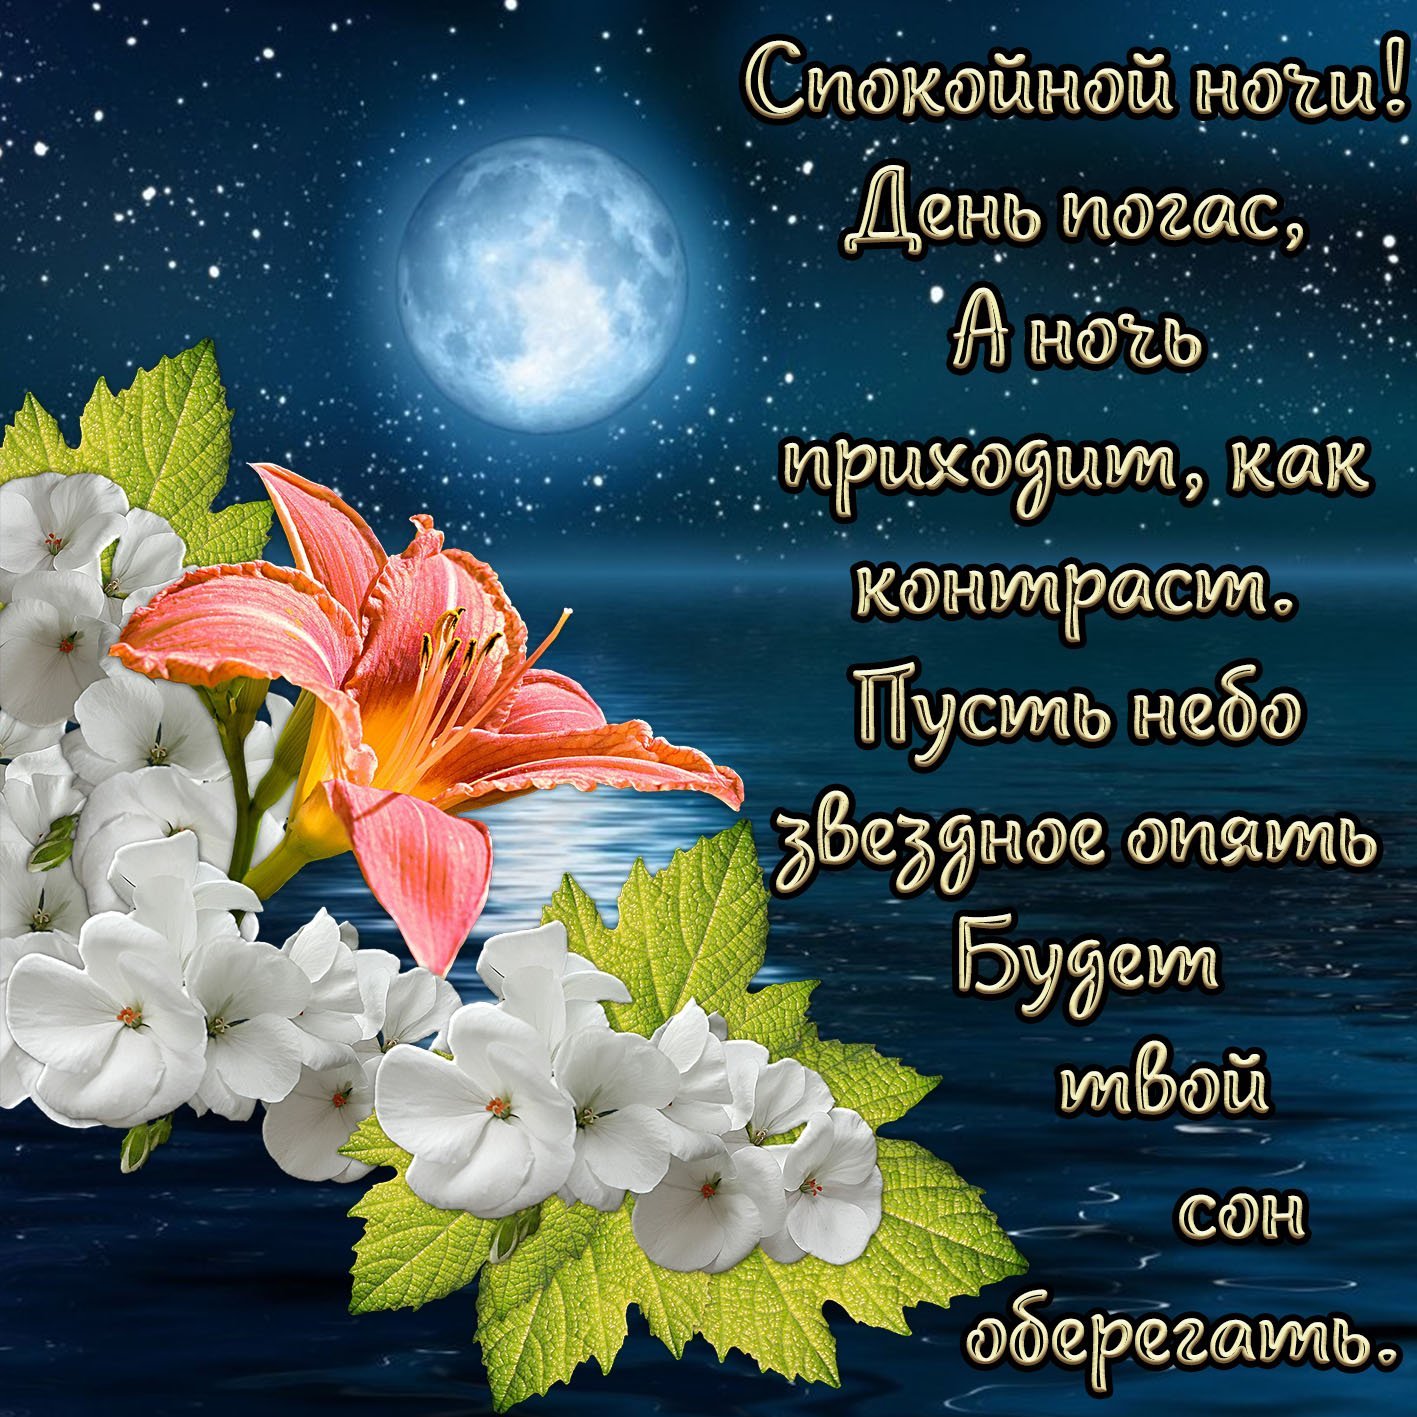 Спокойной ночи!
День погас,
А ночь
приходит, как
контраст.
Пусть небо
звездное опять
Будет
твой
сон
оберегать.